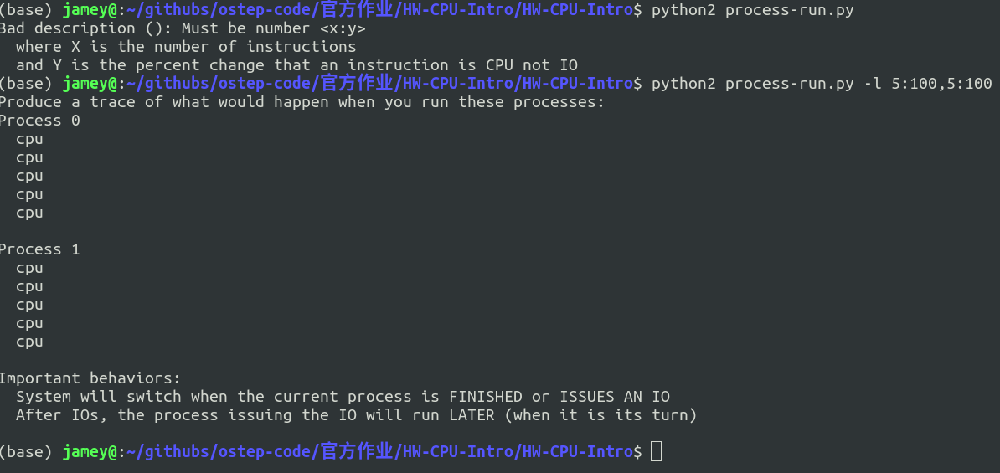 (base) jamey@:~/githubs/ostep-code/官方作业/HW-CPU-Intro/HW-CPU-Intro$ python2 process-run.py
Bad description (): Must be number <x:y>
  where X is the number of instructions
  and Y is the percent change that an instruction is CPU not IO
(base) jamey@:~/githubs/ostep-code/官方作业/HW-CPU-Intro/HW-CPU-Intro$ python2 process-run.py -l 5:100,5:100
Produce a trace of what would happen when you run these processes:
Process 0
  cpu
  cpu
  cpu
  cpu
  cpu

Process 1
  cpu
  cpu
  cpu
  cpu
  cpu

Important behaviors:
  System will switch when the current process is FINISHED or ISSUES AN IO
  After IOs, the process issuing the IO will run LATER (when it is its turn)

(base) jamey@:~/githubs/ostep-code/官方作业/HW-CPU-Intro/HW-CPU-Intro$